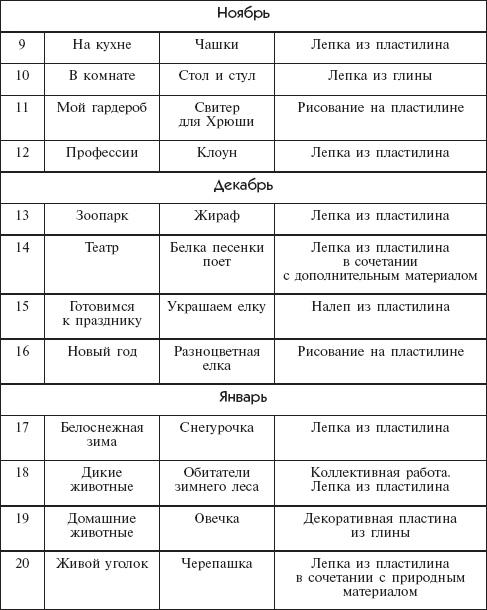 Ноябрь
9 На кухне Чашки Лепка из пластилина
10 В комнате Стол и стул Лепка из глины
11 Мой гардероб Свитер Рисование на пластилине
для Хрюши
12 Профессии Клоун Лепка из пластилина
Декабрь
13 Зоопарк Жираф Лепка из пластилина
14 Театр Белка песенки Лепка из пластилина
поет в сочетании
с дополнительным материалом
15 Готовимся Украшаем елку Налеп из пластилина
к празднику
16 Новый год Разноцветная Рисование на пластилине
елка
Январь
17 Белоснежная Снегурочка Лепка из пластилина
зима
18 Дикие Обитатели Коллективная работа.
животные зимнего леса Лепка из пластилина
19 Домашние Овечка Декоративная пластина
животные из глины
20 Живой уголок Черепашка Лепка из пластилина
в сочетании с природным
материалом